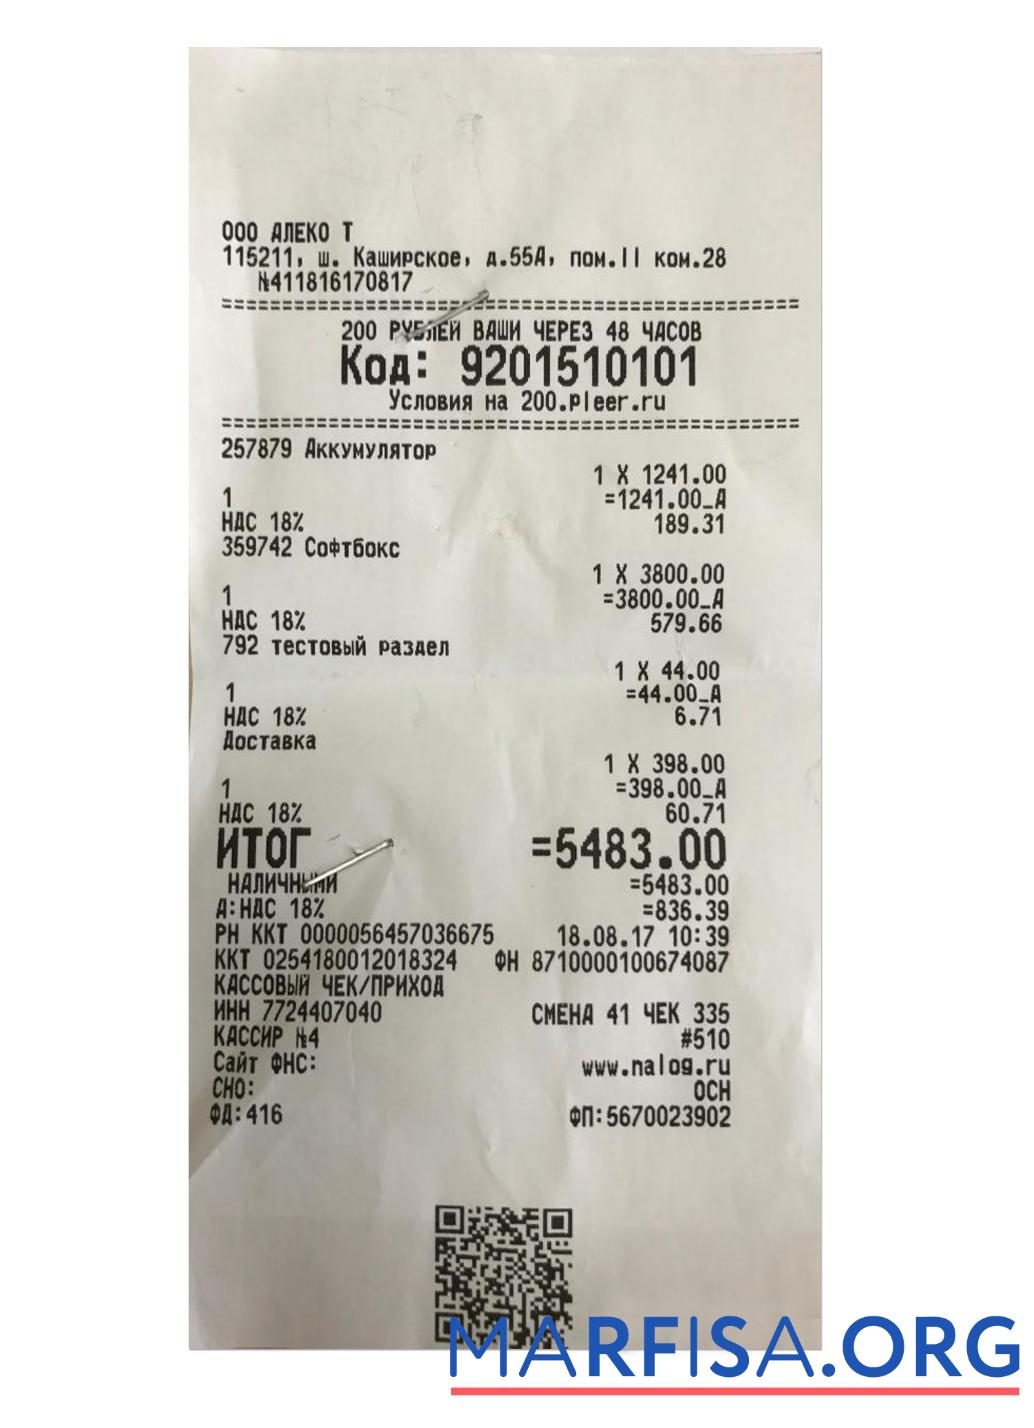 ООО АЛЕКО Т
115211, ш. Каширское, д.55А, пом.II ком.28
№411816170817
================================================
200 РУБЛЕЙ ВАШИ ЧЕРЕЗ 48 ЧАСОВ
Код: 9201510101
Условия на 200.pleer.ru
================================================
257879 Аккумулятор
1 X 1241.00
1 =1241.00_А
НДС 18% 189.31
359742 Софтбокс
1 X 3800.00
1 =3800.00_А
НДС 18% 579.66
792 тестовый раздел
1 X 44.00
1 =44.00_А
НДС 18% 6.71
Доставка
1 X 398.00
1 =398.00_А
НДС 18% 60.71
ИТОГ =5483.00
НАЛИЧНЫМИ =5483.00
А:НДС 18% =836.39
РН ККТ 0000056457036675 18.08.17 10:39
ККТ 0254180012018324 ФН 8710000100674087
КАССОВЫЙ ЧЕК/ПРИХОД
ИНН 7724407040 СМЕНА 41 ЧЕК 335
КАССИР №4 #510
Сайт ФНС: www.nalog.ru
СНО: ОСН
ФД:416 ФП:5670023902
MARFISA.ORG